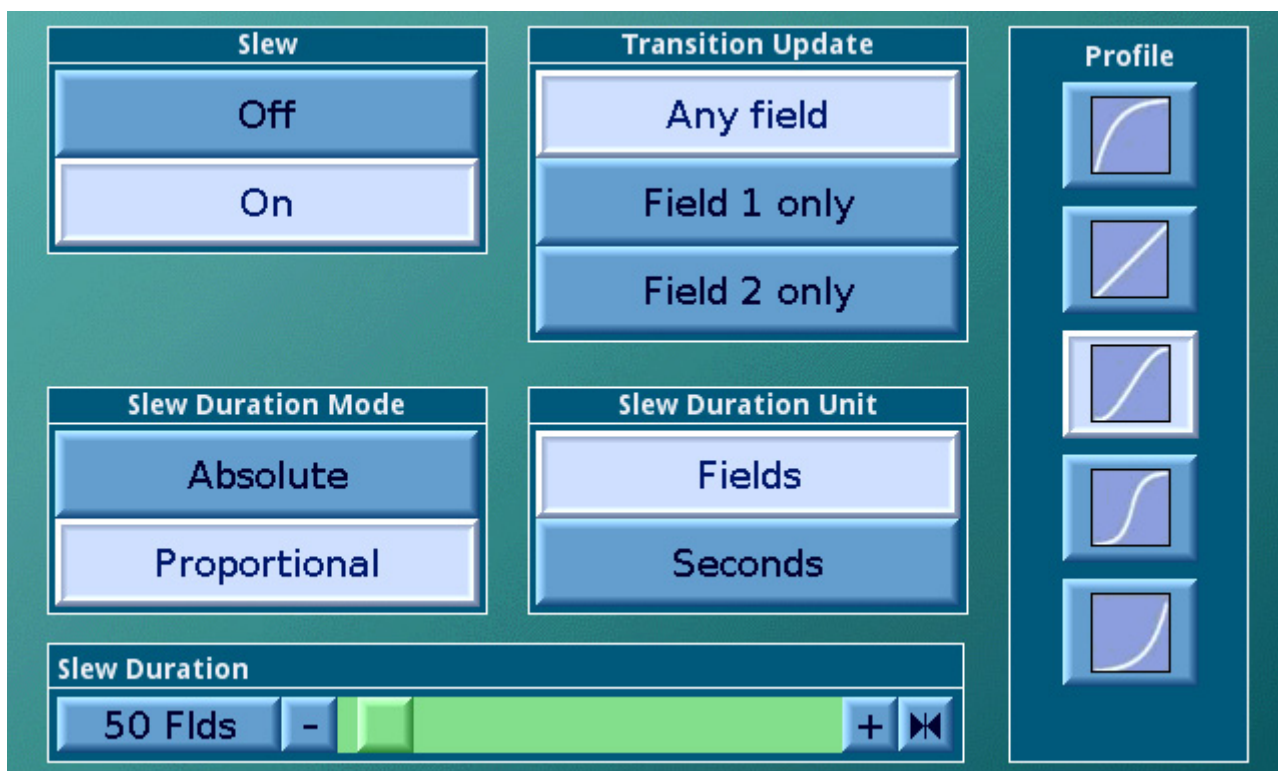 Slew
Off
On
Transition Update
Any field
Field 1 only
Field 2 only
Profile
Slew Duration Mode
Absolute
Proportional
Slew Duration Unit
Fields
Seconds
Slew Duration
50 Flds - +